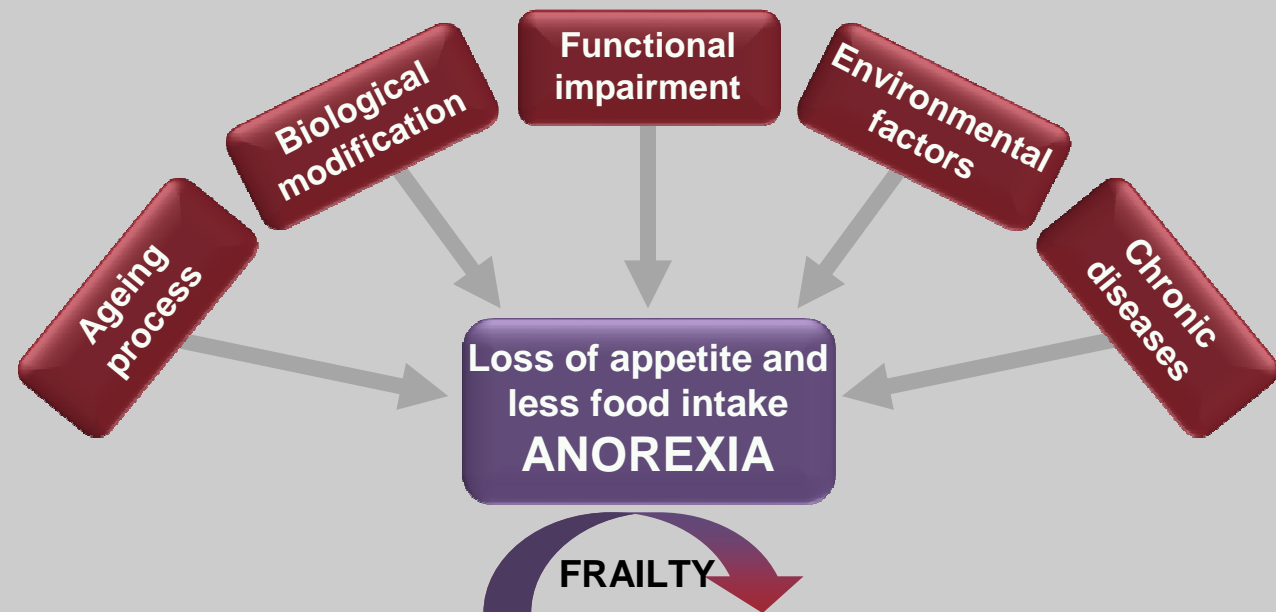 Functional
impairment
Biological
modification
Environmental
factors
Ageing
process
Chronic
diseases
Loss of appetite and
less food intake
ANOREXIA
FRAILTY